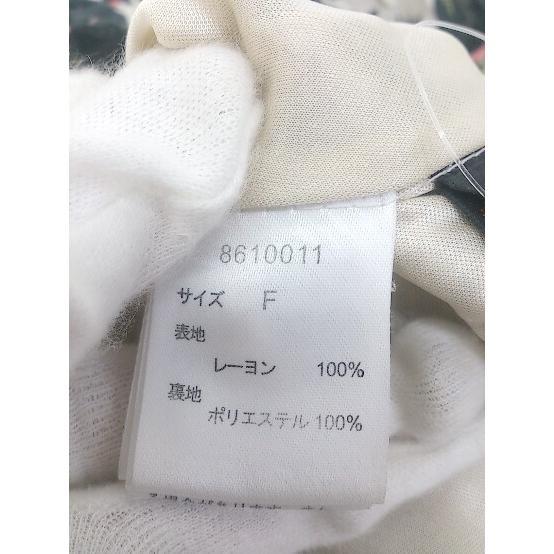 8610011
サイズ F
表地
レーヨン 100%
裏地
ポリエステル 100%